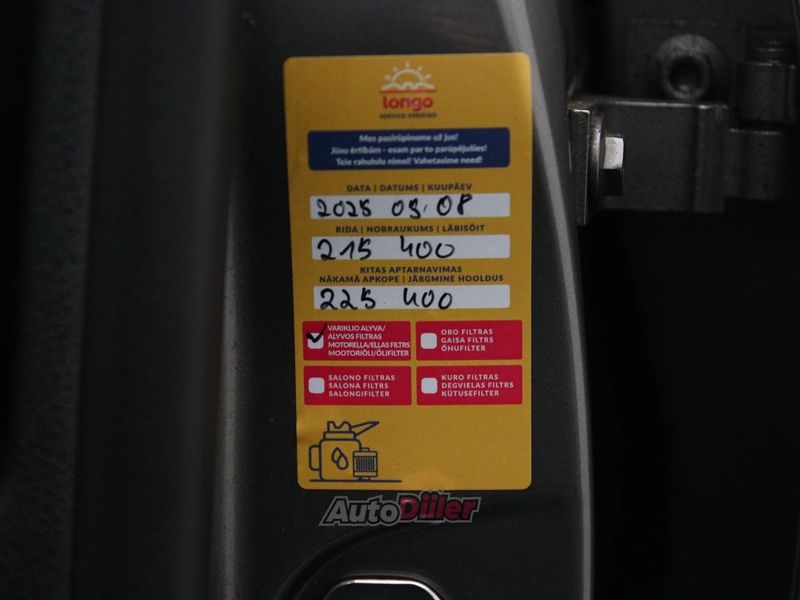 longo
SERVICE VERIFIED
Mes pasirūpinome už jus!
Jūsu ērtībām - esam par to parūpējušies!
Teie rahulolu nimel! Vahetasime need!
DATA | DATUMS | KUUPÄEV
2025 09.08
RIDA | NOBRAUKUMS | LÄBISÕIT
215 400
KITAS APTARNAVIMAS
NĀKAMĀ APKOPE | JÄRGMINE HOOLDUS
225 400
VARIKLIO ALYVA/
ALYVOS FILTRAS
MOTOREĻĻA/EĻĻAS FILTRS
MOOTORIÕLI/ÕLIFILTER
ORO FILTRAS
GAISA FILTRS
ÕHUFILTER
SALONO FILTRAS
SALONA FILTRS
SALONGIFILTER
KURO FILTRAS
DEGVIELAS FILTRS
KÜTUSEFILTER
AutoDiiler